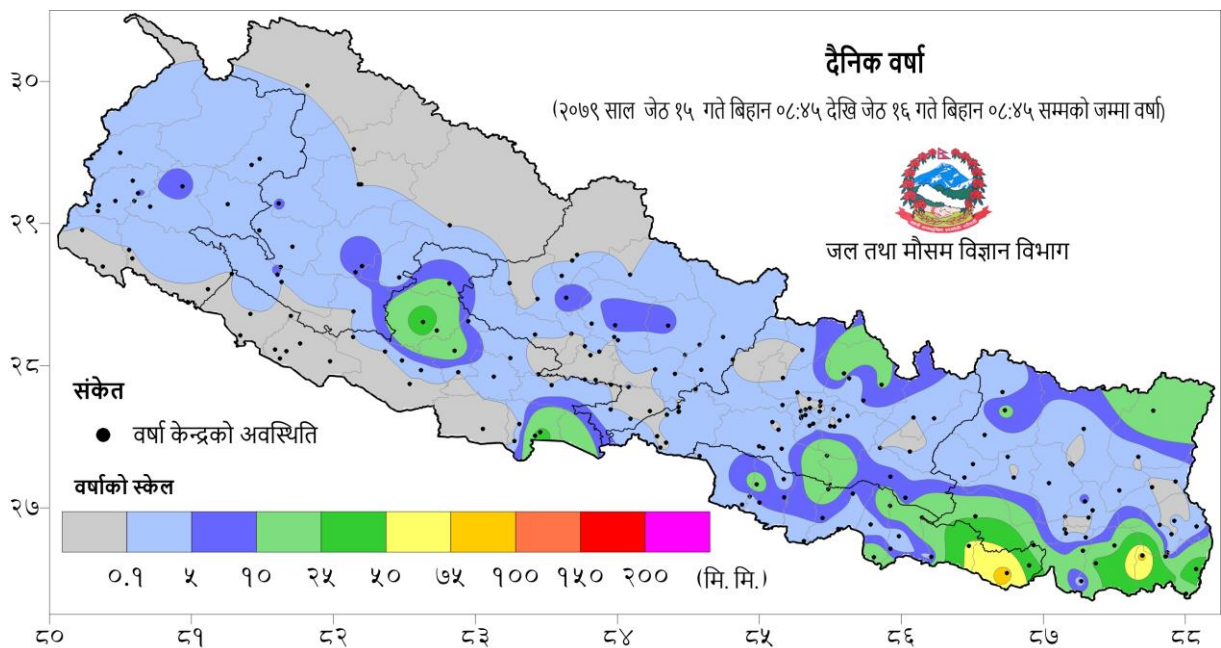 दैनिक वर्षा
(२०७९ साल जेठ १५ गते बिहान ०८:४५ देखि जेठ १६ गते बिहान ०८:४५ सम्मको जम्मा वर्षा)
जल तथा मौसम विज्ञान विभाग
३०
२९
२८
२७
संकेत
वर्षा केन्द्रको अवस्थिति
वर्षाको स्केल
०.१ ५ १० २५ ५० ७५ १०० १५० २०० (मि. मि.)
८० ८१ ८२ ८३ ८४ ८५ ८६ ८७ ८८